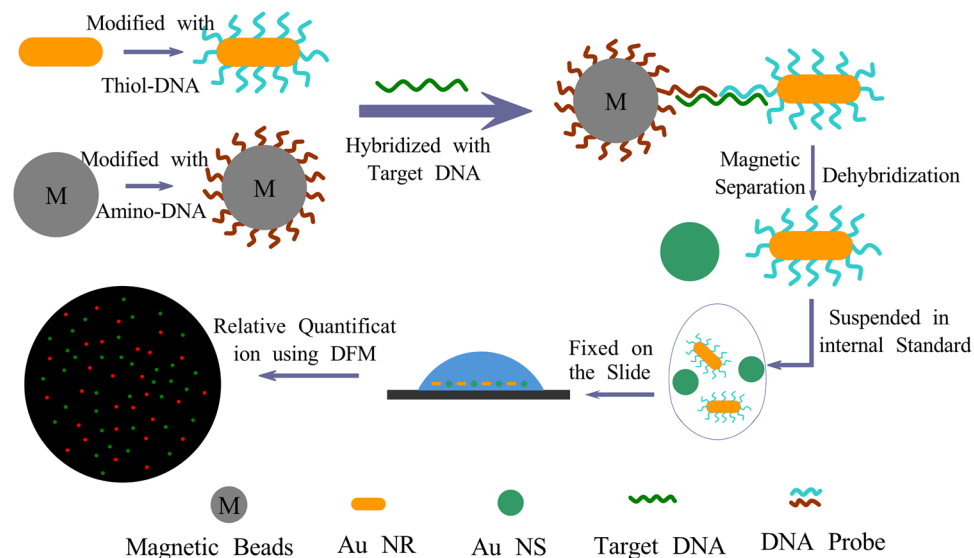 Modified with
Thiol-DNA
M
Modified with
Amino-DNA
M
Hybridized with
Target DNA
M
Magnetic
Separation
Dehybridization
Suspended in
internal Standard
Fixed on
the Slide
Relative Quantificat
ion using DFM
M
Magnetic Beads
Au NR
Au NS
Target DNA
DNA Probe